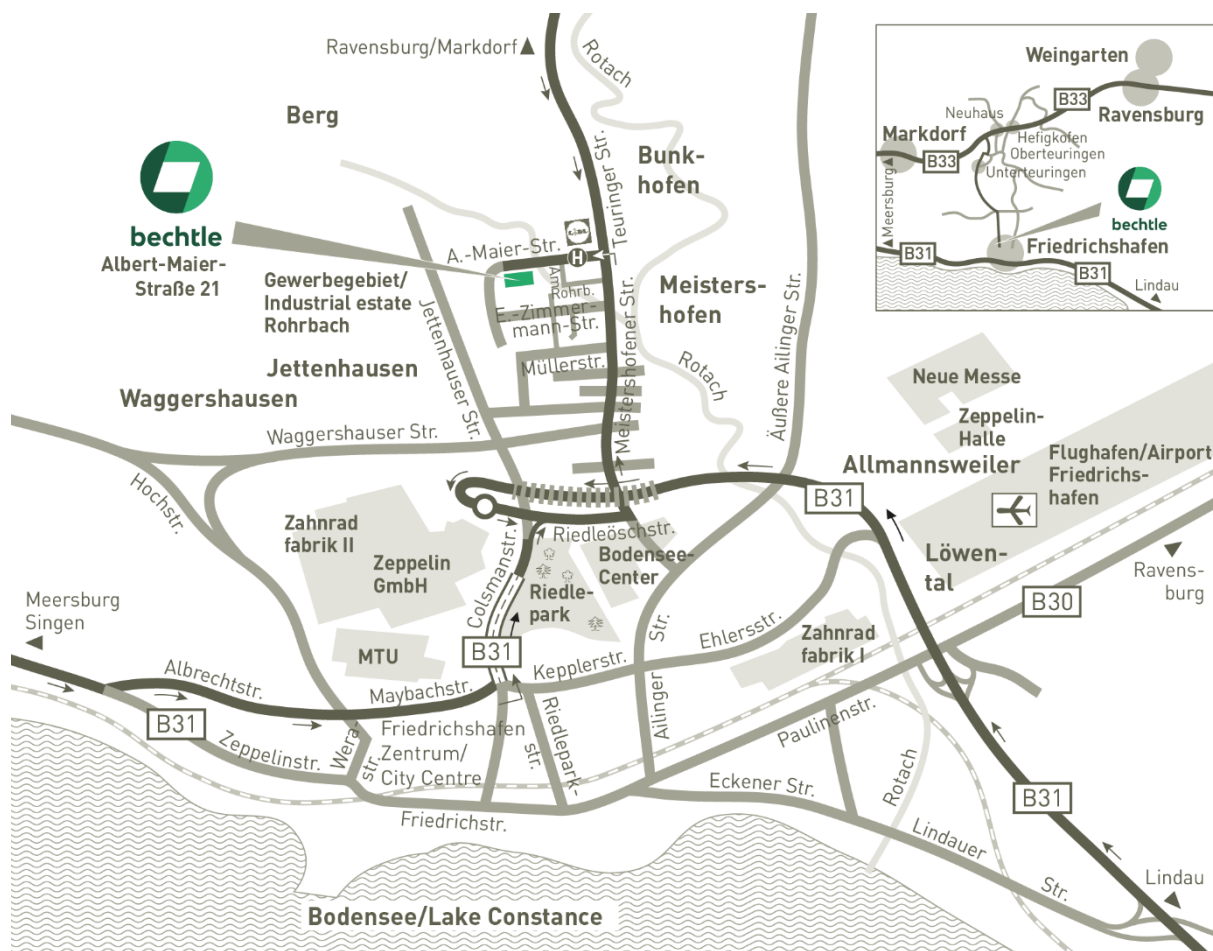 Ravensburg/Markdorf
Rotach
Berg
Teuringer Str.
Bunk-
hofen
bechtle
Albert-Maier-
Straße 21
A.-Maier-Str.
H
Am
Rohrb.
Gewerbegebiet/
Industrial estate
Rohrbach
E.-Zimmer-
mann-Str.
Meisters-
hofen
Jettenhauser Str.
Meistershofener Str.
Äußere Ailinger Str.
Rotach
Müllerstr.
Jettenhausen
Waggershausen
Waggershauser Str.
Hochstr.
Weingarten
B33
Ravensburg
Neuhaus
Markdorf
B33
Hefigkofen
Oberteuringen
Unterteuringen
Meersburg
bechtle
Friedrichshafen
B31
B31
Lindau
Neue Messe
Zeppelin-
Halle
Allmannsweiler
Flughafen/Airport
Friedrichs-
hafen
B31
Löwen-
tal
Ravens-
burg
B30
Zahnrad
fabrik II
Zeppelin
GmbH
Colsmanstr.
Riedleöschstr.
Bodensee-
Center
Riedle-
park
MTU
B31
Meersburg
Singen
Albrechtstr.
Maybachstr.
Kepplerstr.
Ehlersstr.
Zahnrad
fabrik I
B31
Zeppelinstr.
Wera-
str.
Friedrichshafen
Zentrum/
City Centre
Riedlepark-
str.
Ailinger
Str.
Paulinenstr.
Friedrichstr.
Eckener Str.
Rotach
B31
Lindauer
Str.
Lindau
Bodensee/Lake Constance